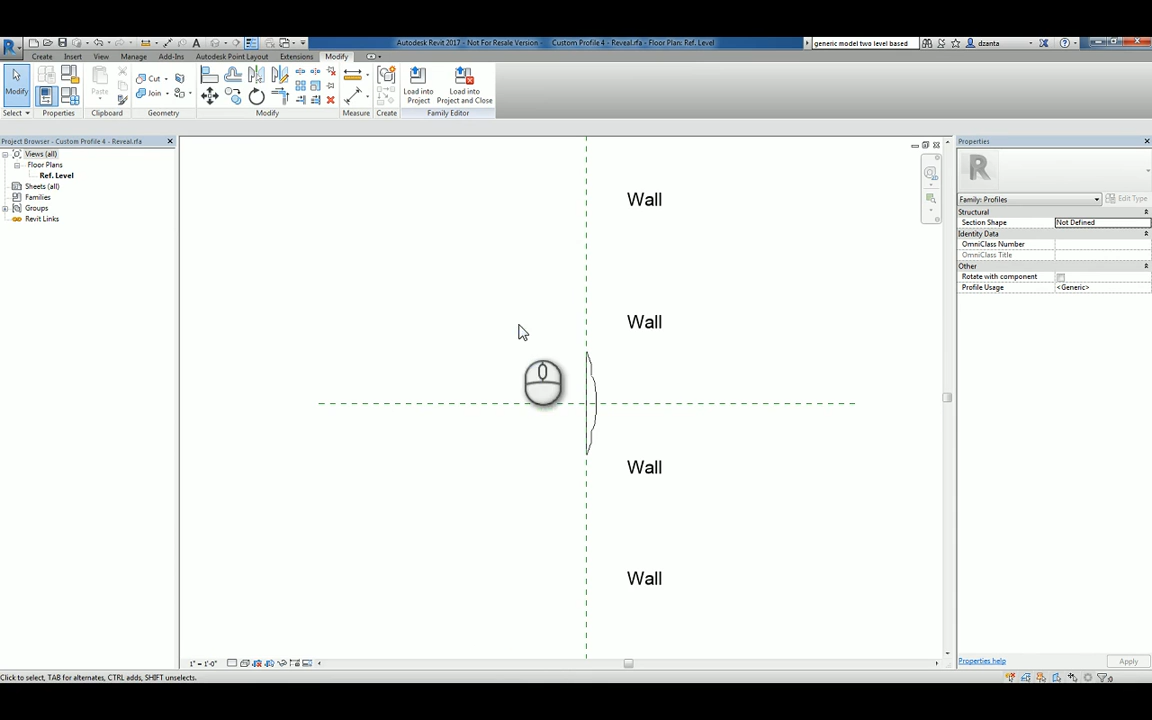 Autodesk Revit 2017 - Not For Resale Version - Custom Profile 4 - Reveal.rfa - Floor Plan: Ref. Level
generic model two level based
dzanta
Create Insert View Manage Add-Ins Autodesk Point Layout Extensions Modify
Modify
Paste
Cut
Join
Load into
Project
Load into
Project and Close
Select Properties Clipboard Geometry Modify Measure Create Family Editor
Project Browser - Custom Profile 4 - Reveal.rfa
Views (all)
Floor Plans
Ref. Level
Sheets (all)
Families
Groups
Revit Links
Wall
Wall
Wall
Wall
Properties
Family: Profiles
Edit Type
Structural
Section Shape Not Defined
Identity Data
OmniClass Number
OmniClass Title
Other
Rotate with component
Profile Usage <Generic>
Properties help
Apply
1" = 1'-0"
Click to select, TAB for alternates, CTRL adds, SHIFT unselects.
:0